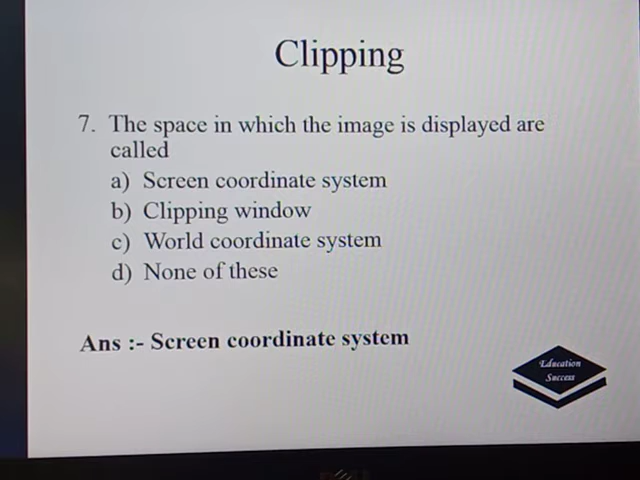 Clipping
7. The space in which the image is displayed are
called
a) Screen coordinate system
b) Clipping window
c) World coordinate system
d) None of these
Ans :- Screen coordinate system
Education
Success